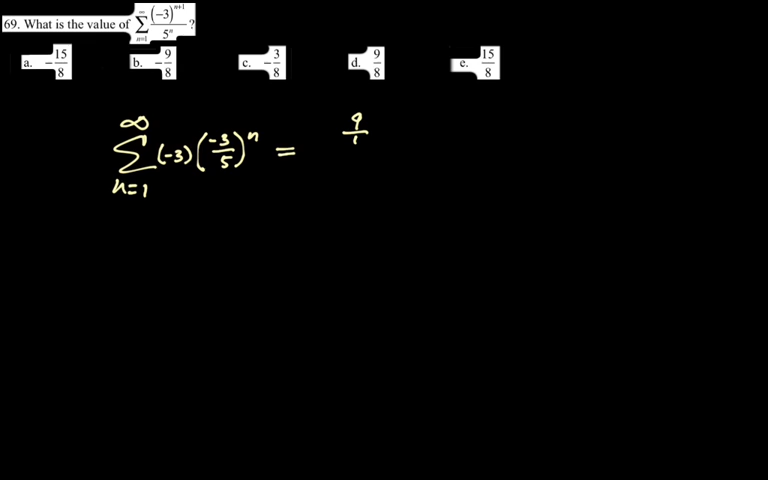 69. What is the value of ∑_{n=1}^{∞} (−3)^{n+1}/5^n ?
a. −15/8 b. −9/8 c. −3/8 d. 9/8 e. 15/8
∑_{n=1}^{∞} (−3)(−3/5)^n = 9/